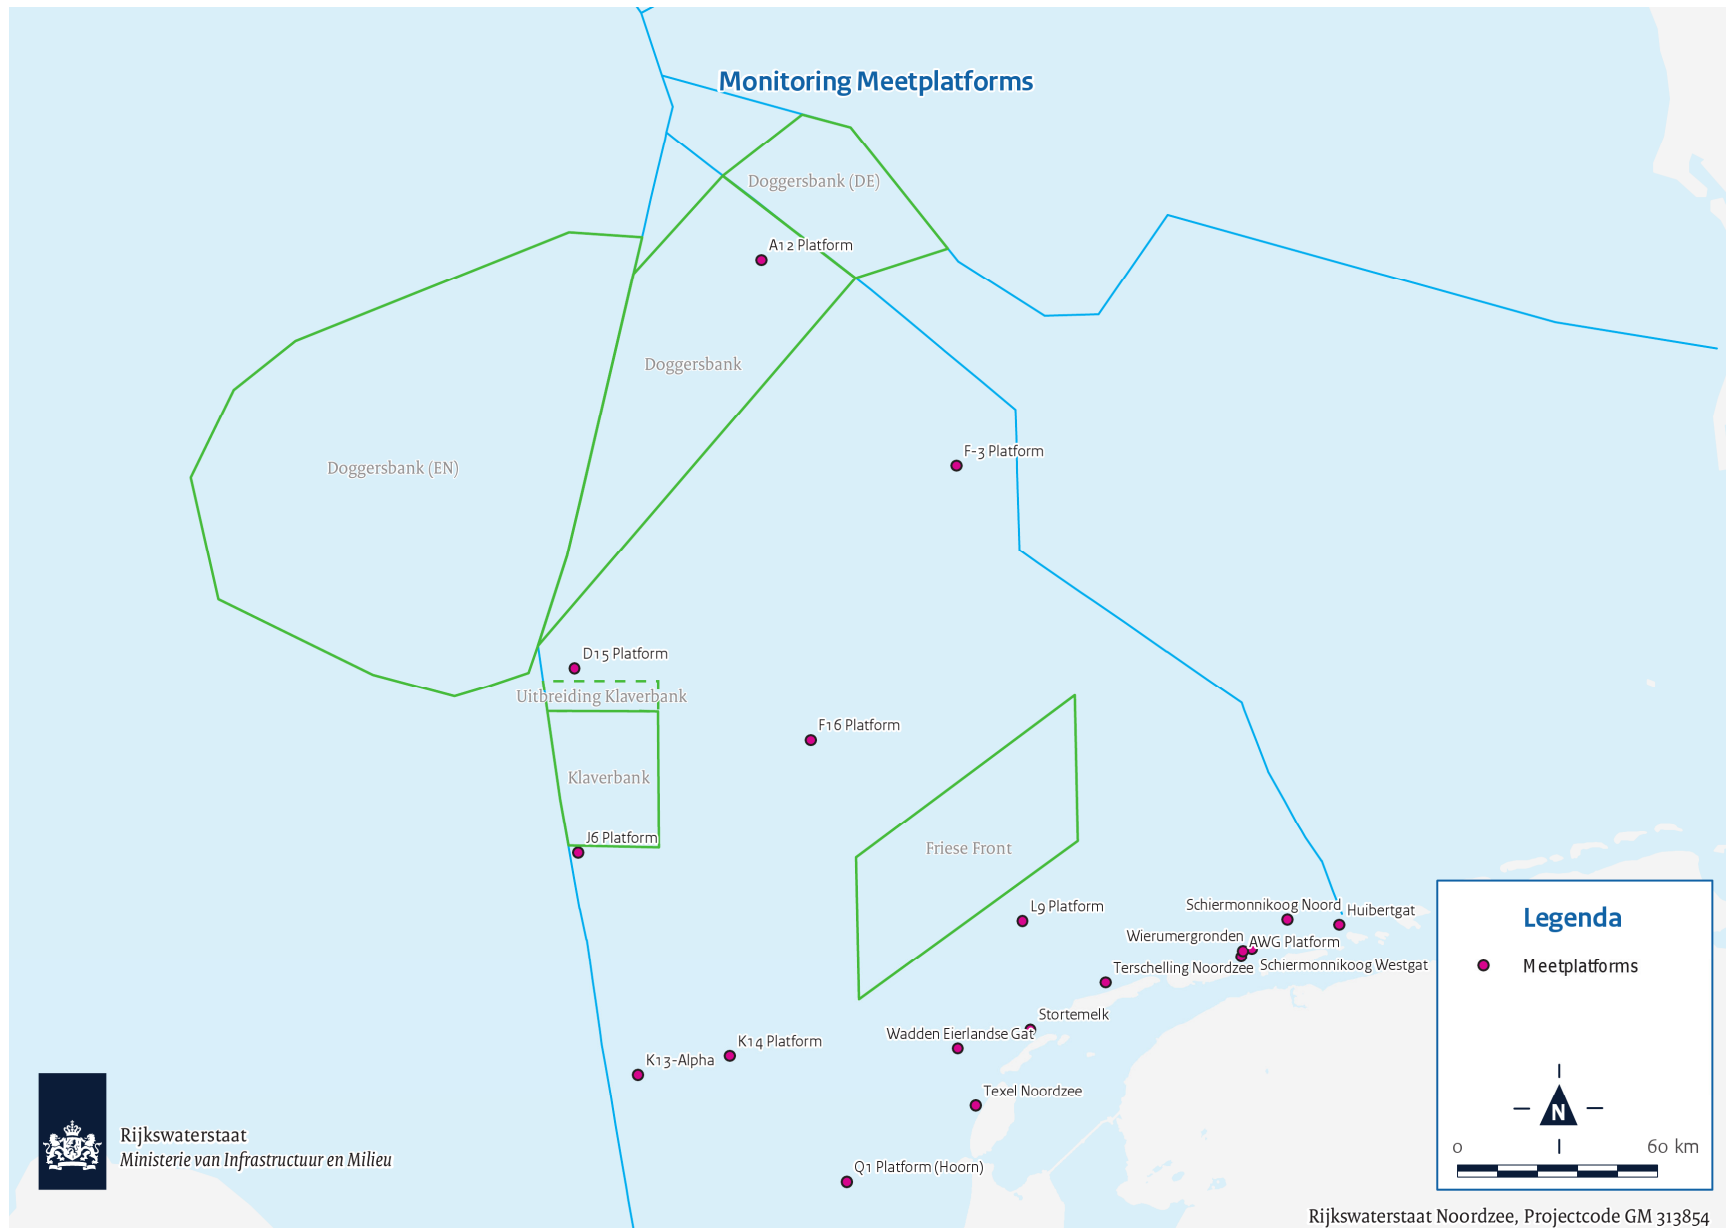 Monitoring Meetplatforms
Doggersbank (DE)
A12 Platform
Doggersbank
F-3 Platform
Doggersbank (EN)
D15 Platform
Uitbreiding Klaverbank
F16 Platform
Klaverbank
J6 Platform
Friese Front
L9 Platform
Schiermonnikoog Noord
Huibertgat
Wierumergronden
AWG Platform
Terschelling Noordzee
Schiermonnikoog Westgat
Stortemelk
Wadden Eierlandse Gat
K14 Platform
K13-Alpha
Texel Noordzee
Q1 Platform (Hoorn)
Legenda
Meetplatforms
N
0 60 km
Rijkswaterstaat
Ministerie van Infrastructuur en Milieu
Rijkswaterstaat Noordzee, Projectcode GM 313854